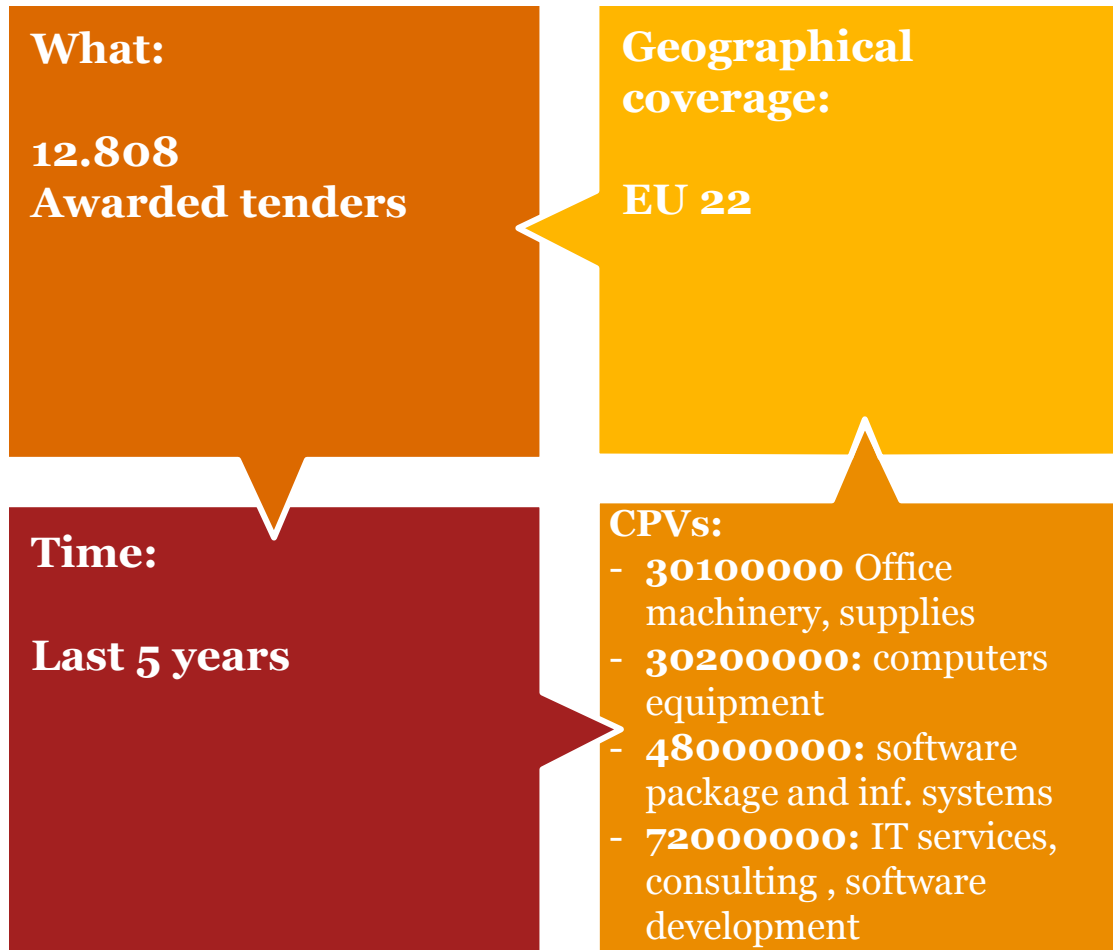 What:
12.808
Awarded tenders
Geographical
coverage:
EU 22
Time:
Last 5 years
CPVs:
- 30100000 Office
machinery, supplies
- 30200000: computers
equipment
- 48000000: software
package and inf. systems
- 72000000: IT services,
consulting , software
development